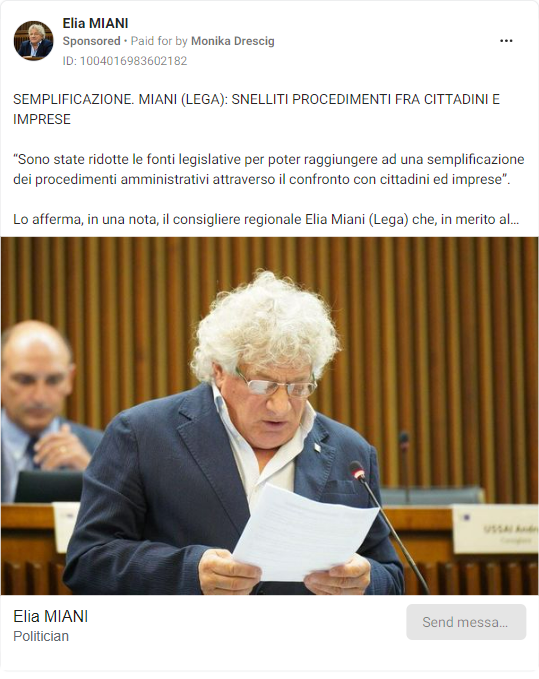 Elia MIANI
Sponsored • Paid for by Monika Drescig
ID: 1004016983602182
SEMPLIFICAZIONE. MIANI (LEGA): SNELLITI PROCEDIMENTI FRA CITTADINI E
IMPRESE
“Sono state ridotte le fonti legislative per poter raggiungere ad una semplificazione
dei procedimenti amministrativi attraverso il confronto con cittadini ed imprese”.
Lo afferma, in una nota, il consigliere regionale Elia Miani (Lega) che, in merito al...
USSAI Andre
Consigliere
Elia MIANI
Politician
Send messa...